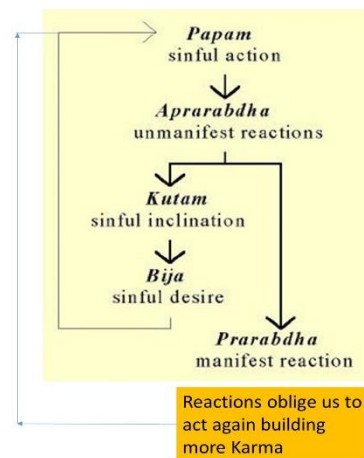 Papam
sinful action
Aprarabdha
unmanifest reactions
Kutam
sinful inclination
Bija
sinful desire
Prarabdha
manifest reaction
Reactions oblige us to
act again building
more Karma